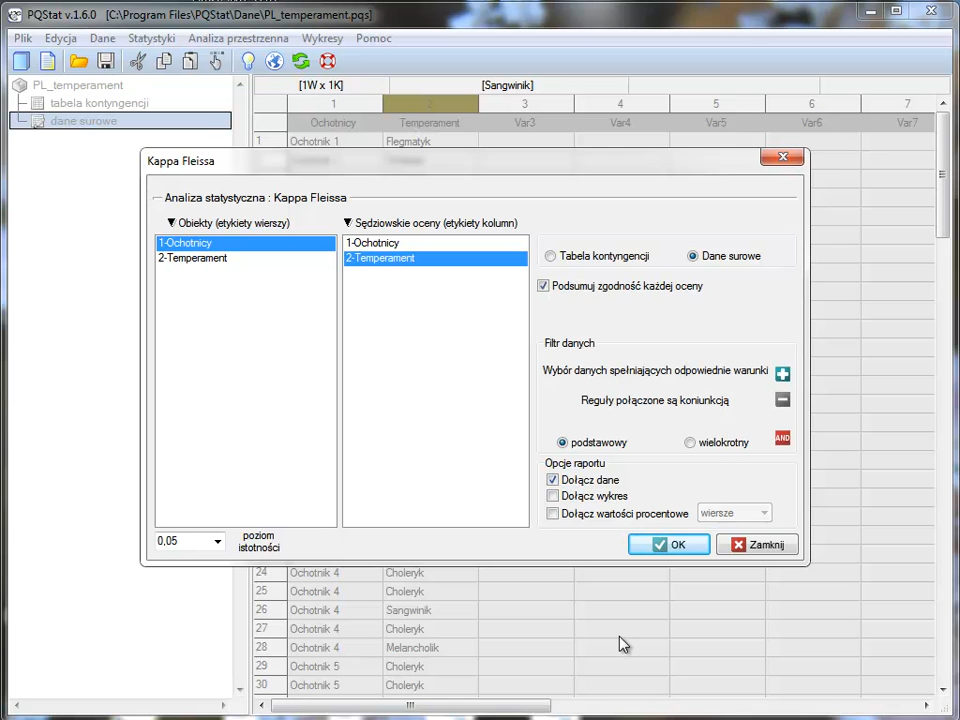 PQStat v.1.6.0 [C:\Program Files\PQStat\Dane\PL_temperament.pqs]
Plik Edycja Dane Statystyki Analiza przestrzenna Wykresy Pomoc
PL_temperament
tabela kontyngencji
dane surowe
[1W x 1K] [Sangwinik]
1 2 3 4 5 6 7
Ochotnicy Temperament Var3 Var4 Var5 Var6 Var7
1 Ochotnik 1 Flegmatyk
Kappa Fleissa
Analiza statystyczna : Kappa Fleissa
Obiekty (etykiety wierszy)
1-Ochotnicy
2-Temperament
Sędziowskie oceny (etykiety kolumn)
1-Ochotnicy
2-Temperament
Tabela kontyngencji Dane surowe
Podsumuj zgodność każdej oceny
Filtr danych
Wybór danych spełniających odpowiednie warunki
Reguły połączone są koniunkcją
podstawowy wielokrotny AND
Opcje raportu
Dołącz dane
Dołącz wykres
Dołącz wartości procentowe wiersze
0,05 poziom
istotności
OK Zamknij
24 Ochotnik 4 Choleryk
25 Ochotnik 4 Choleryk
26 Ochotnik 4 Sangwinik
27 Ochotnik 4 Choleryk
28 Ochotnik 4 Melancholik
29 Ochotnik 5 Choleryk
30 Ochotnik 5 Choleryk